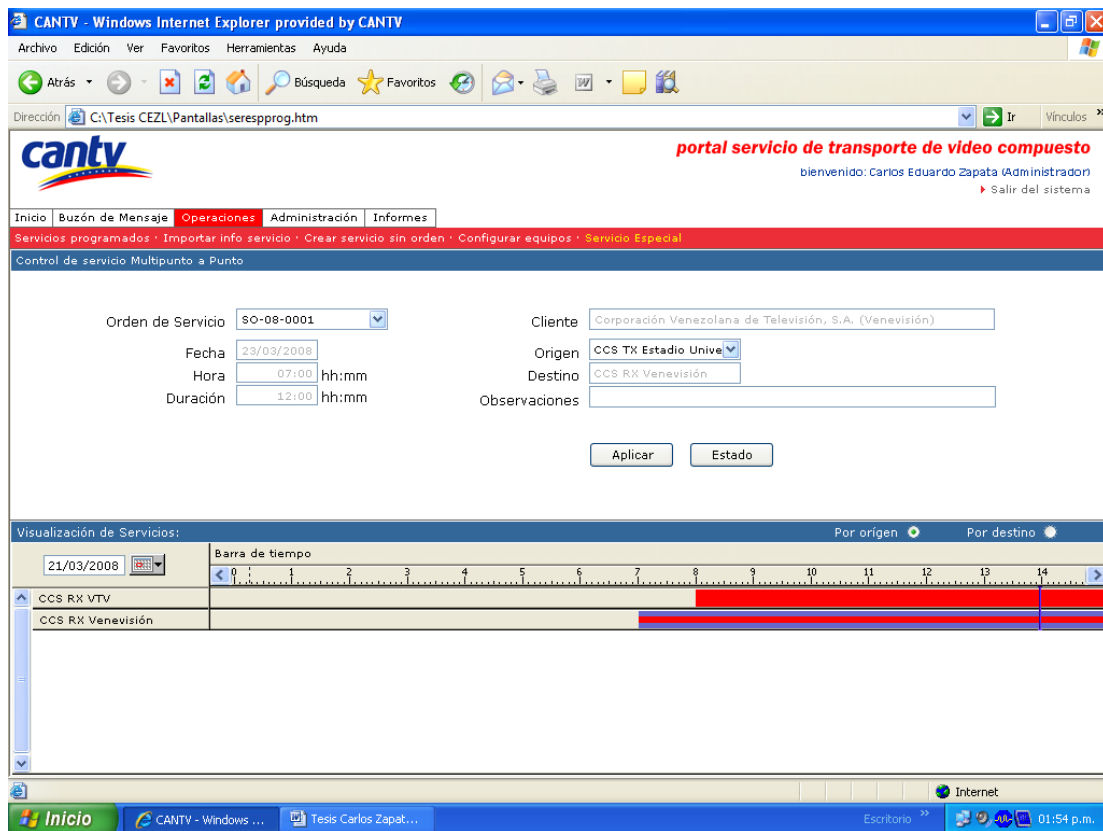 CANTV - Windows Internet Explorer provided by CANTV
Archivo Edición Ver Favoritos Herramientas Ayuda
Atrás Búsqueda Favoritos
Dirección C:\Tesis CEZL\Pantallas\serespprog.htm Ir Vínculos »
cantv
portal servicio de transporte de video compuesto
bienvenido: Carlos Eduardo Zapata (Administrador)
Salir del sistema
Inicio Buzón de Mensaje Operaciones Administración Informes
Servicios programados · Importar info servicio · Crear servicio sin orden · Configurar equipos · Servicio Especial
Control de servicio Multipunto a Punto
Orden de Servicio SO-08-0001 Cliente Corporación Venezolana de Televisión, S.A. (Venevisión)
Fecha 23/03/2008 Origen CCS TX Estadio Unive
Hora 07:00 hh:mm Destino CCS RX Venevisión
Duración 12:00 hh:mm Observaciones
Aplicar Estado
Visualización de Servicios: Por orígen Por destino
21/03/2008 Barra de tiempo
0 1 2 3 4 5 6 7 8 9 10 11 12 13 14
CCS RX VTV
CCS RX Venevisión
Internet
Inicio CANTV - Windows ... Tesis Carlos Zapat... Escritorio » 01:54 p.m.